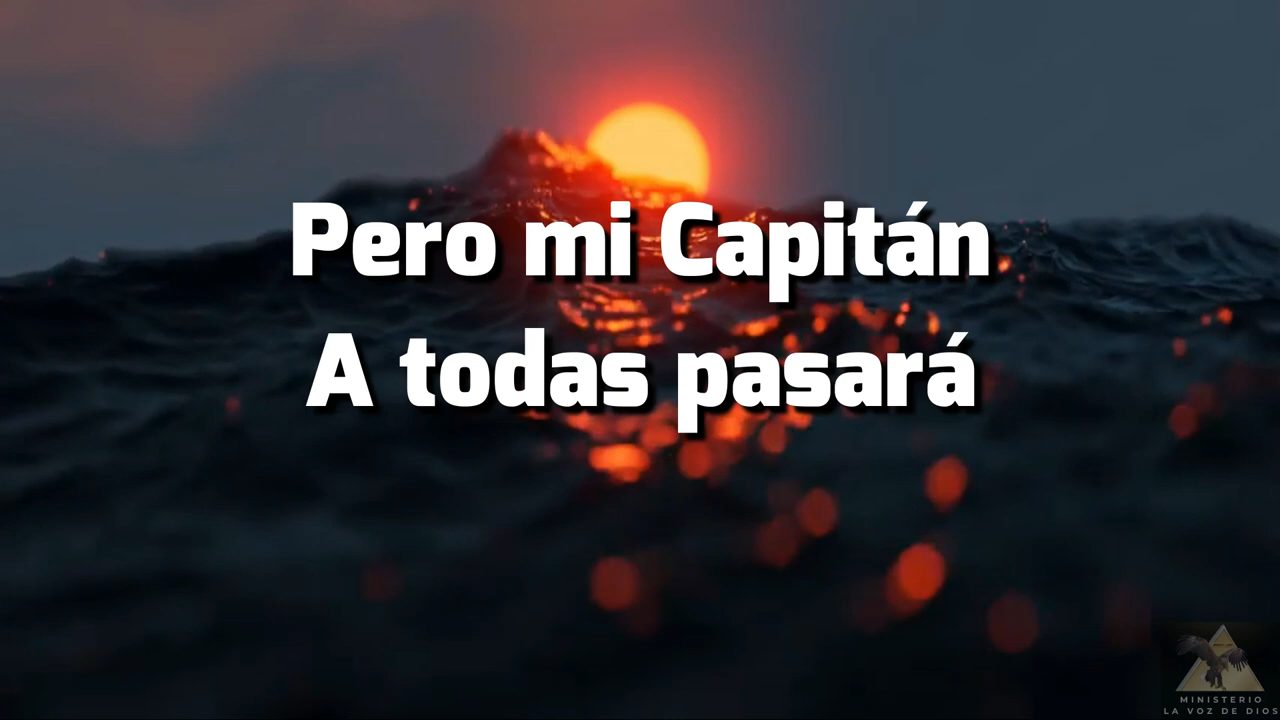 Pero mi Capitán
A todas pasará
MINISTERIO
LA VOZ DE DIOS